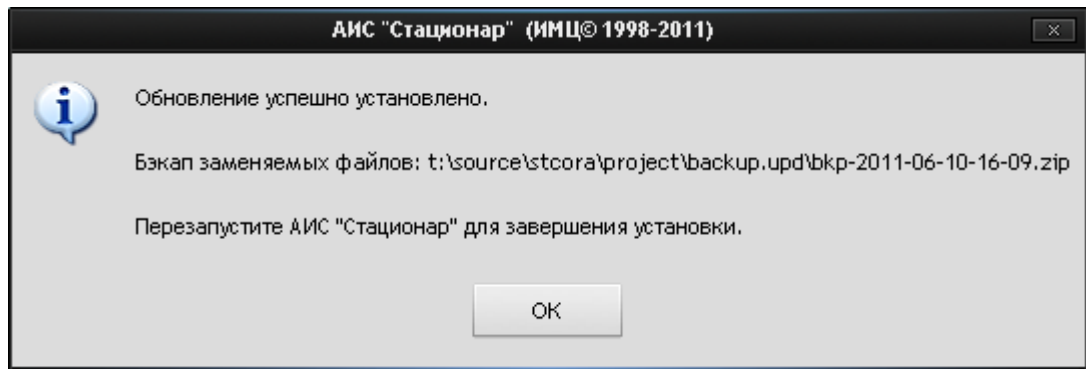 АИС "Стационар" (ИМЦ© 1998-2011)
Обновление успешно установлено.
Бэкап заменяемых файлов: t:\source\stcora\project\backup.upd\bkp-2011-06-10-16-09.zip
Перезапустите АИС "Стационар" для завершения установки.
ОК